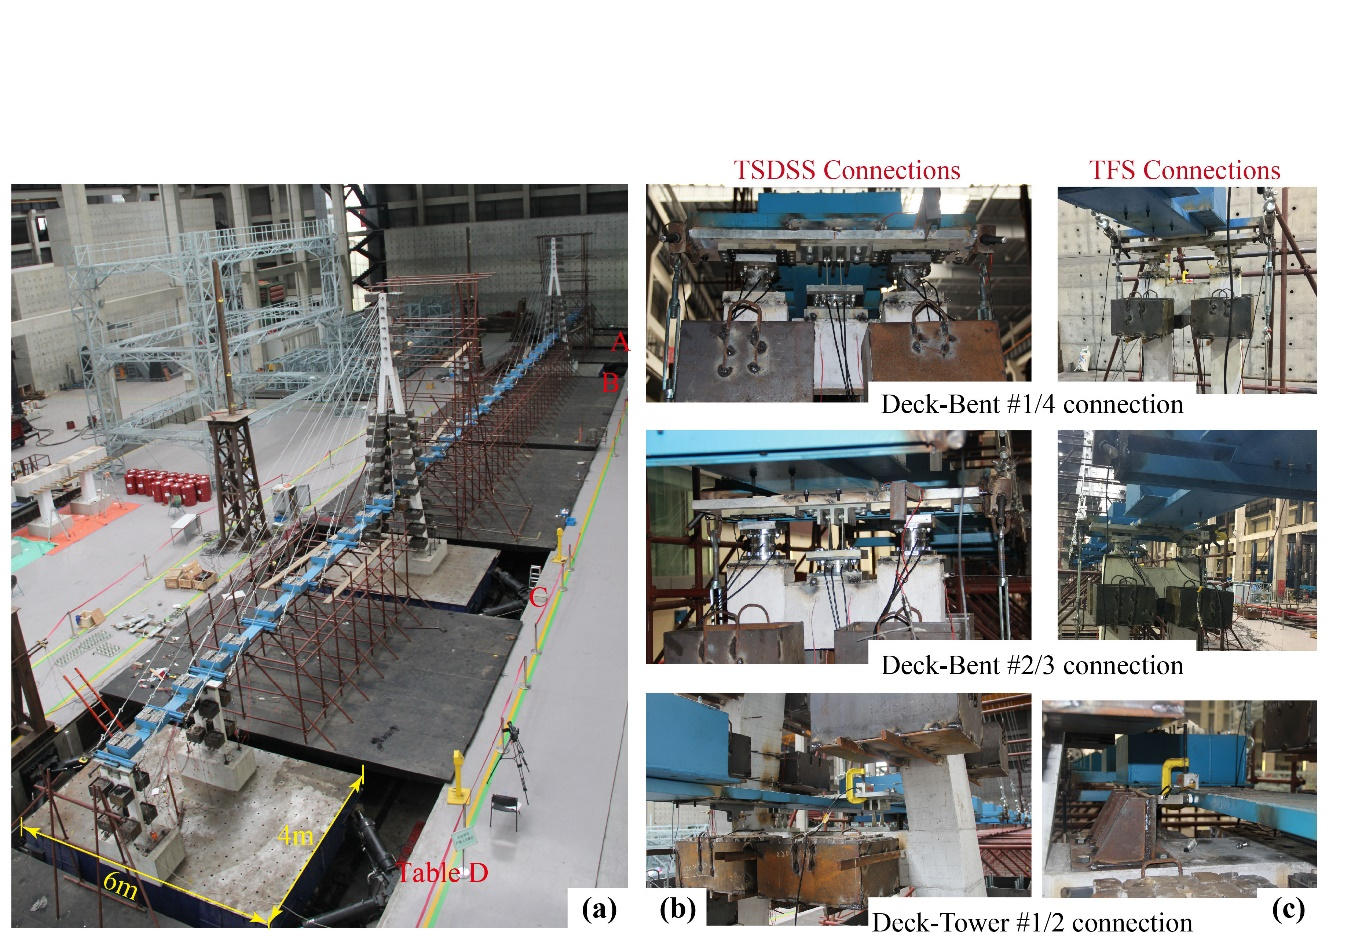 TSDSS Connections
TFS Connections
A
B
Deck-Bent #1/4 connection
C
Deck-Bent #2/3 connection
4m
6m
Table D
(a)
(b)
Deck-Tower #1/2 connection
(c)